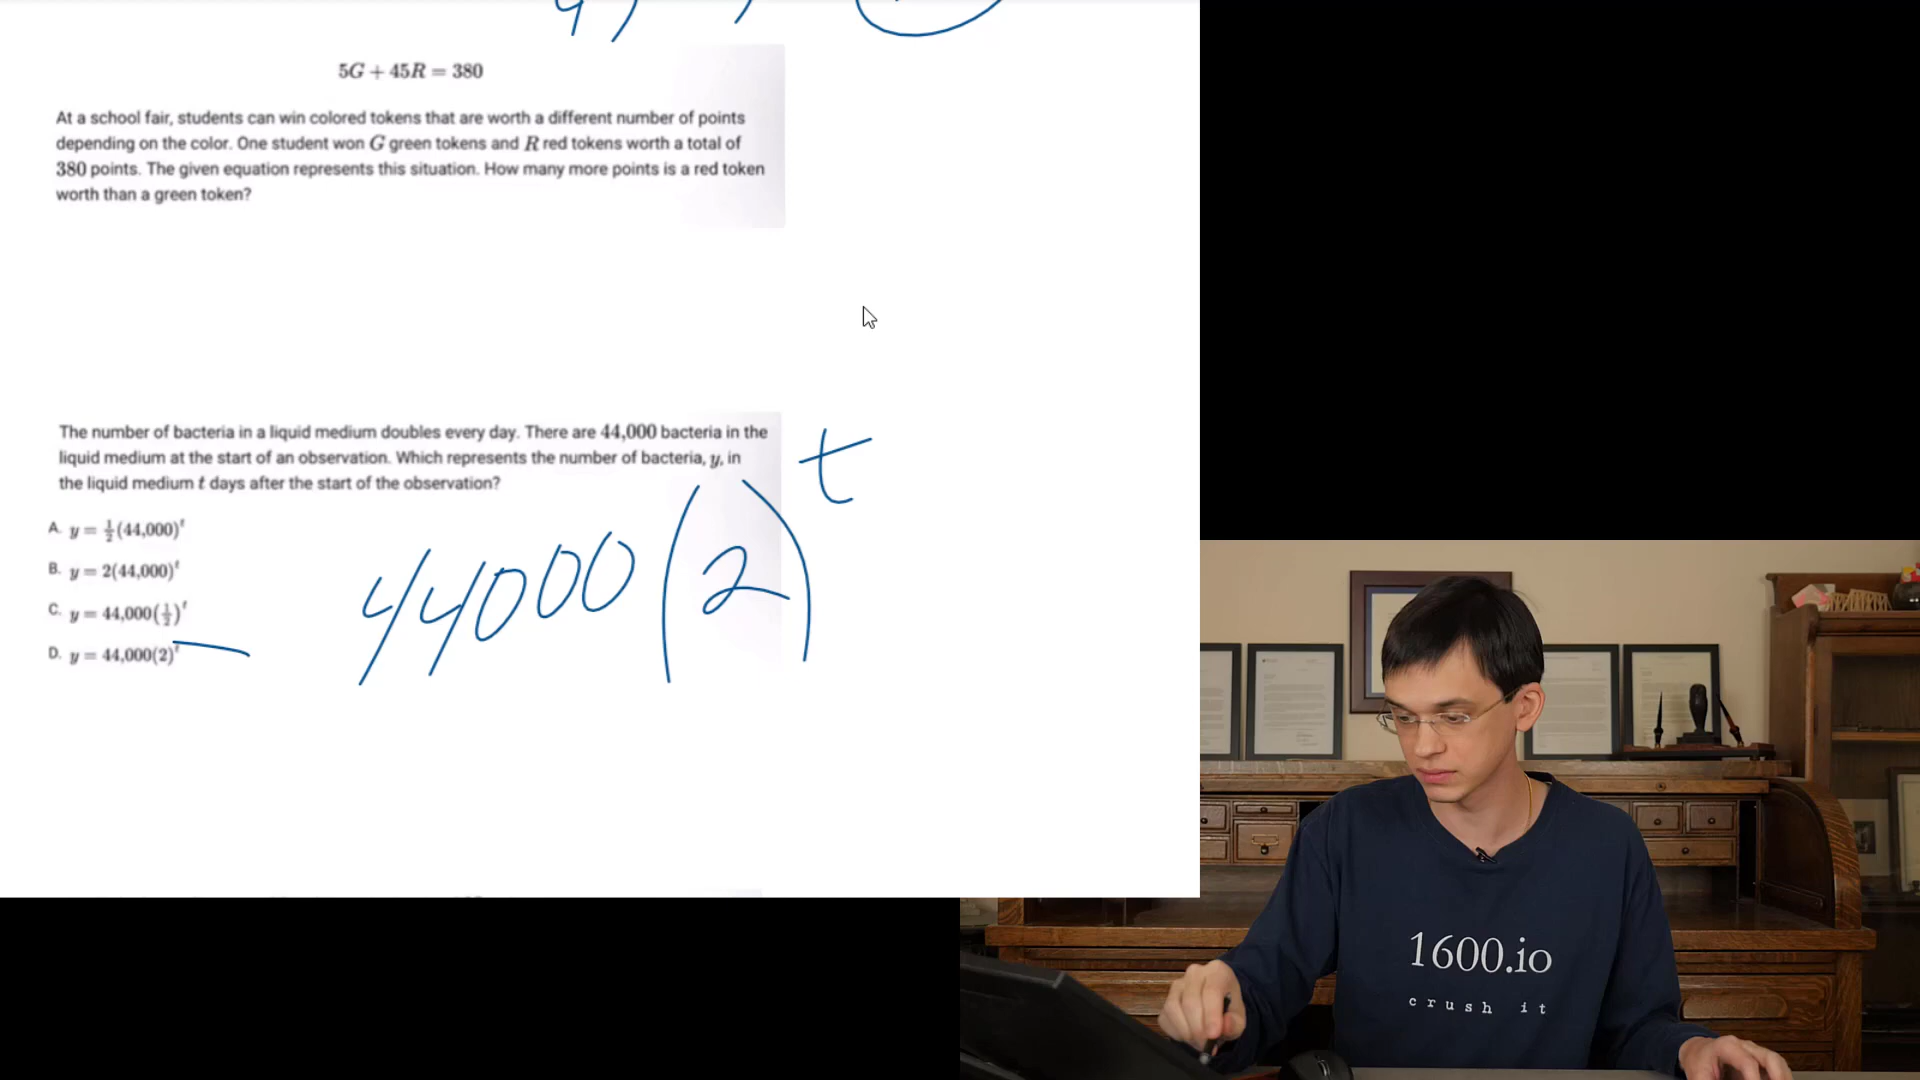 5G + 45R = 380
At a school fair, students can win colored tokens that are worth a different number of points
depending on the color. One student won G green tokens and R red tokens worth a total of
380 points. The given equation represents this situation. How many more points is a red token
worth than a green token?
The number of bacteria in a liquid medium doubles every day. There are 44,000 bacteria in the
liquid medium at the start of an observation. Which represents the number of bacteria, y, in
the liquid medium t days after the start of the observation?
A. y = ½(44,000)ᵗ
B. y = 2(44,000)ᵗ
C. y = 44,000(½)ᵗ
D. y = 44,000(2)ᵗ
44000(2)ᵗ
1600.io
crush it